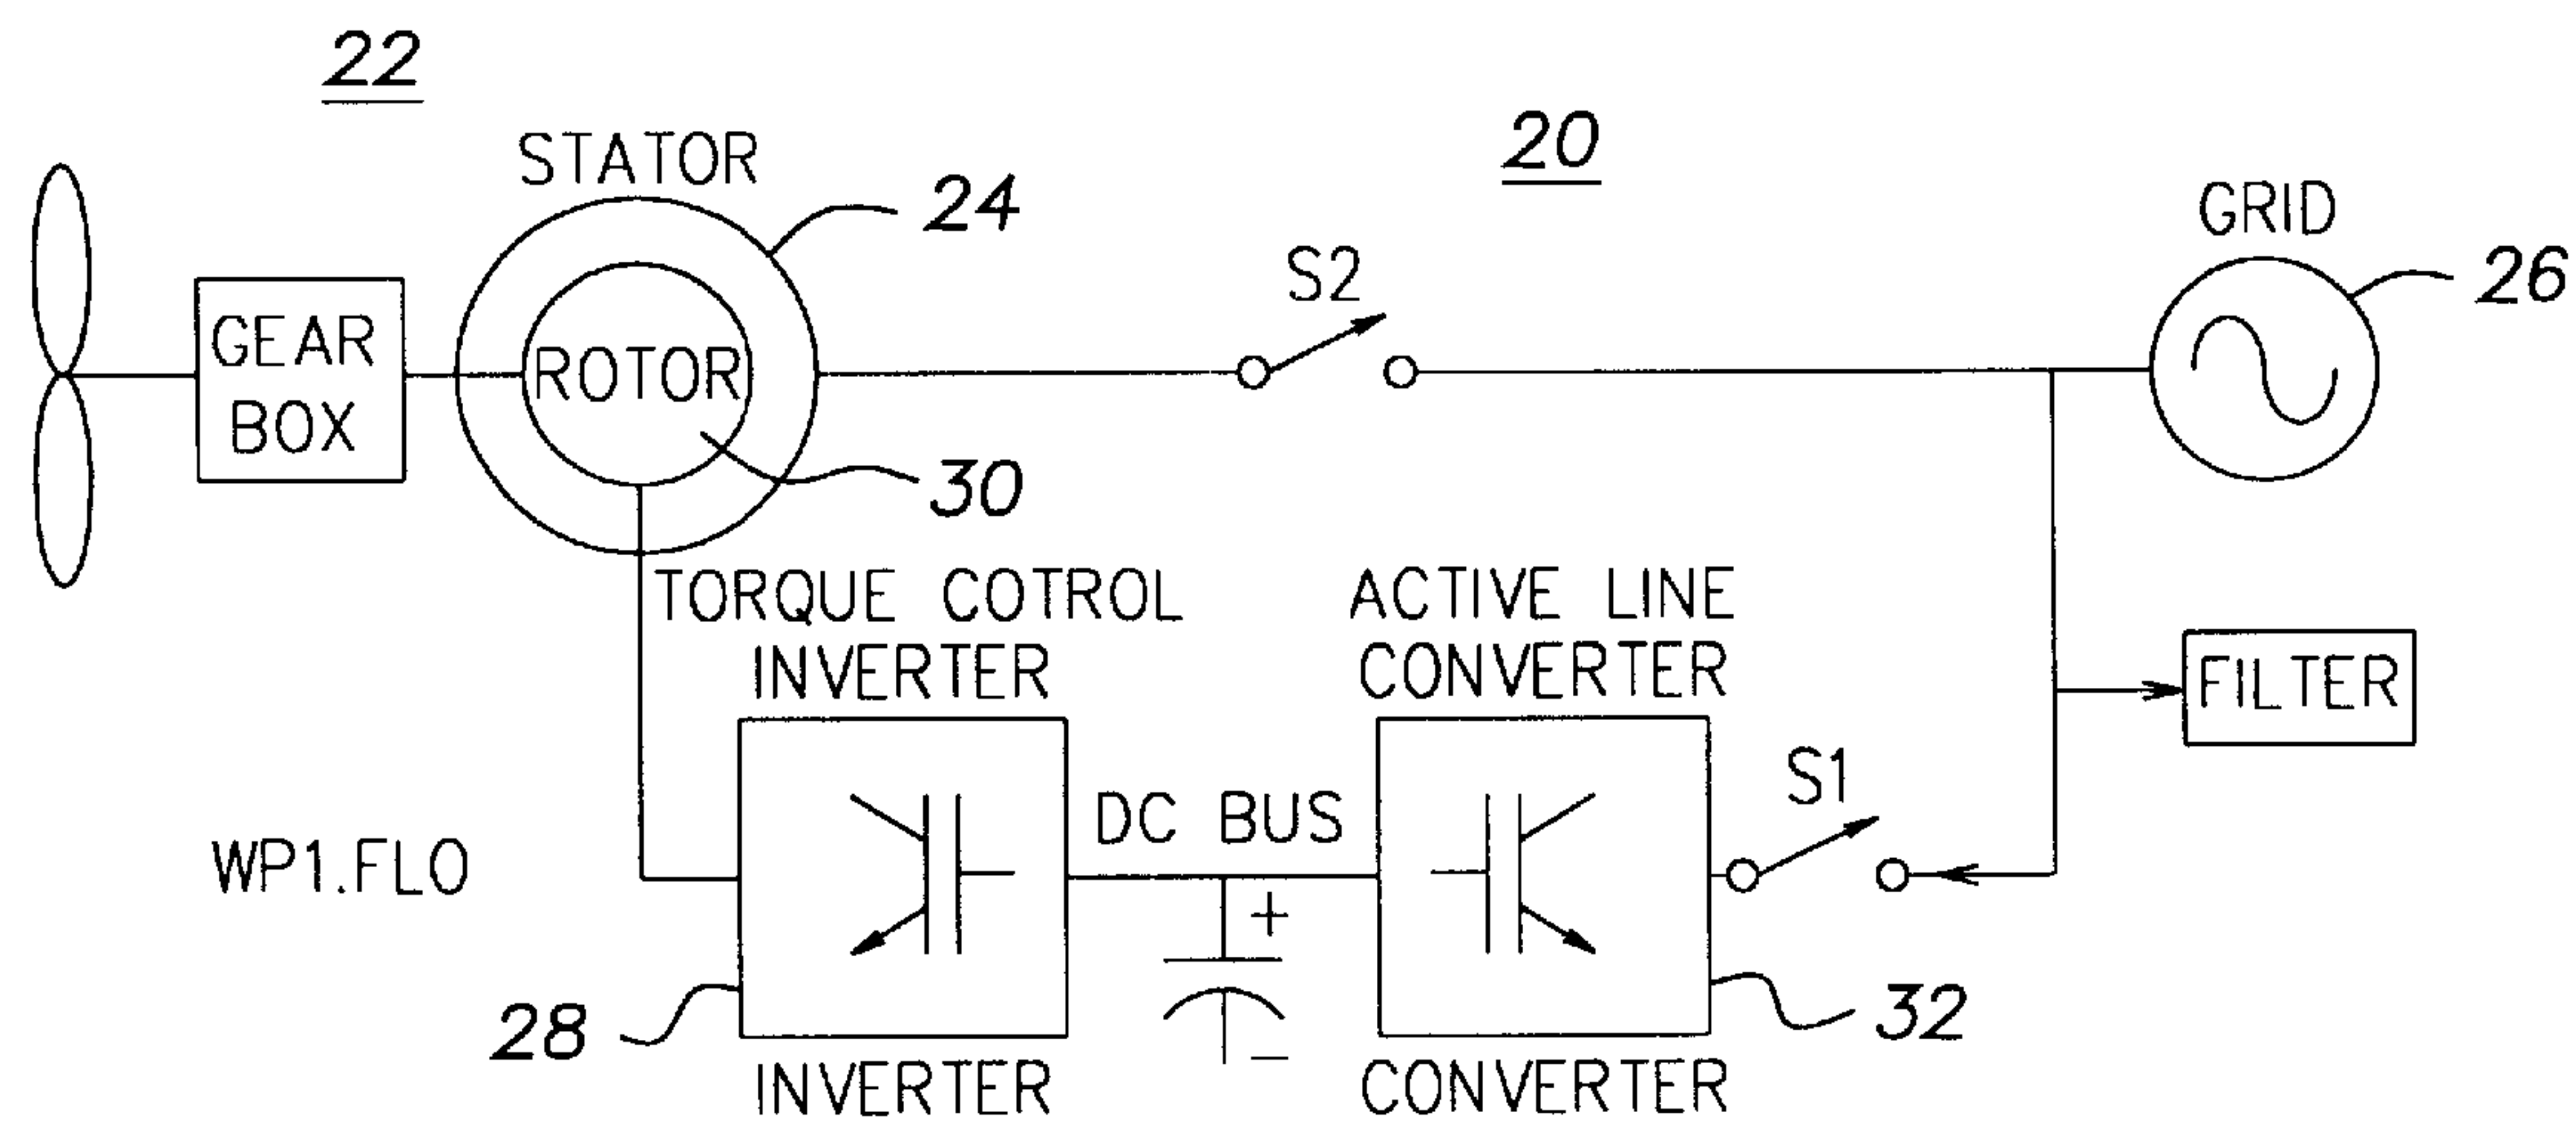 22
STATOR
24
20
GRID
26
S2
GEAR
BOX
ROTOR
30
TORQUE COTROL
INVERTER
ACTIVE LINE
CONVERTER
FILTER
S1
DC BUS
WP1.FLO
+
-
28
32
INVERTER
CONVERTER